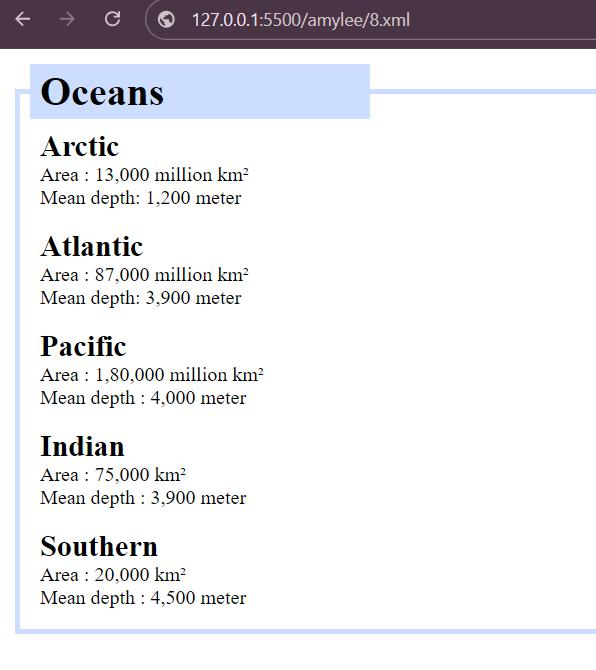 127.0.0.1:5500/amylee/8.xml
Oceans
Arctic
Area : 13,000 million km²
Mean depth: 1,200 meter
Atlantic
Area : 87,000 million km²
Mean depth: 3,900 meter
Pacific
Area : 1,80,000 million km²
Mean depth : 4,000 meter
Indian
Area : 75,000 km²
Mean depth : 3,900 meter
Southern
Area : 20,000 km²
Mean depth : 4,500 meter